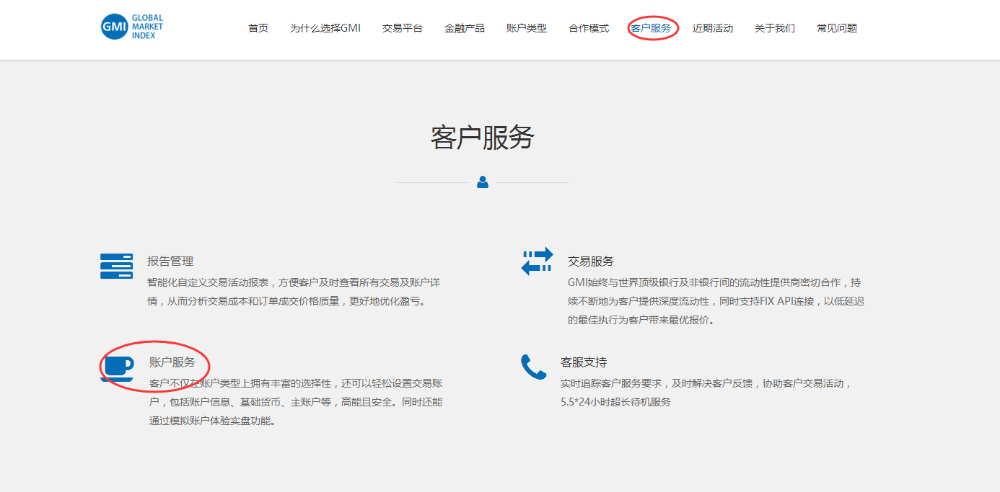 GMI GLOBAL MARKET INDEX
首页 为什么选择GMI 交易平台 金融产品 账户类型 合作模式 客户服务 近期活动 关于我们 常见问题
客户服务
报告管理
智能化自定义交易活动报表，方便客户及时查看所有交易及账户详
情，从而分析交易成本和订单成交价格质量，更好地优化盈亏。
交易服务
GMI始终与世界顶级银行及非银行间的流动性提供商密切合作，持
续不断地为客户提供深度流动性，同时支持FIX API连接，以低延迟
的最佳执行为客户带来最优报价。
账户服务
客户不仅在账户类型上拥有丰富的选择性，还可以轻松设置交易账
户，包括账户信息、基础货币、主账户等，高能且安全。同时还能
通过模拟账户体验实盘功能。
客服支持
实时追踪客户服务要求，及时解决客户反馈，协助客户交易活动，
5.5*24小时超长待机服务